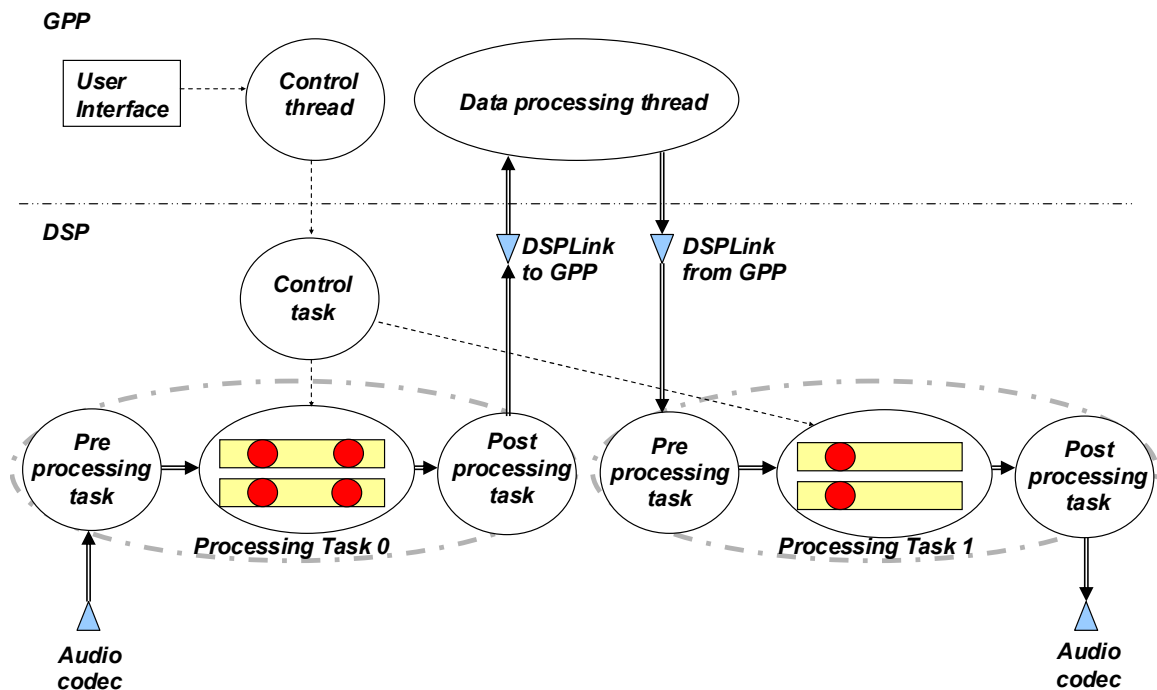 GPP
User
Interface
Control
thread
Data processing thread
DSP
DSPLink
to GPP
DSPLink
from GPP
Control
task
Pre
processing
task
Post
processing
task
Pre
processing
task
Post
processing
task
Processing Task 0
Processing Task 1
Audio
codec
Audio
codec